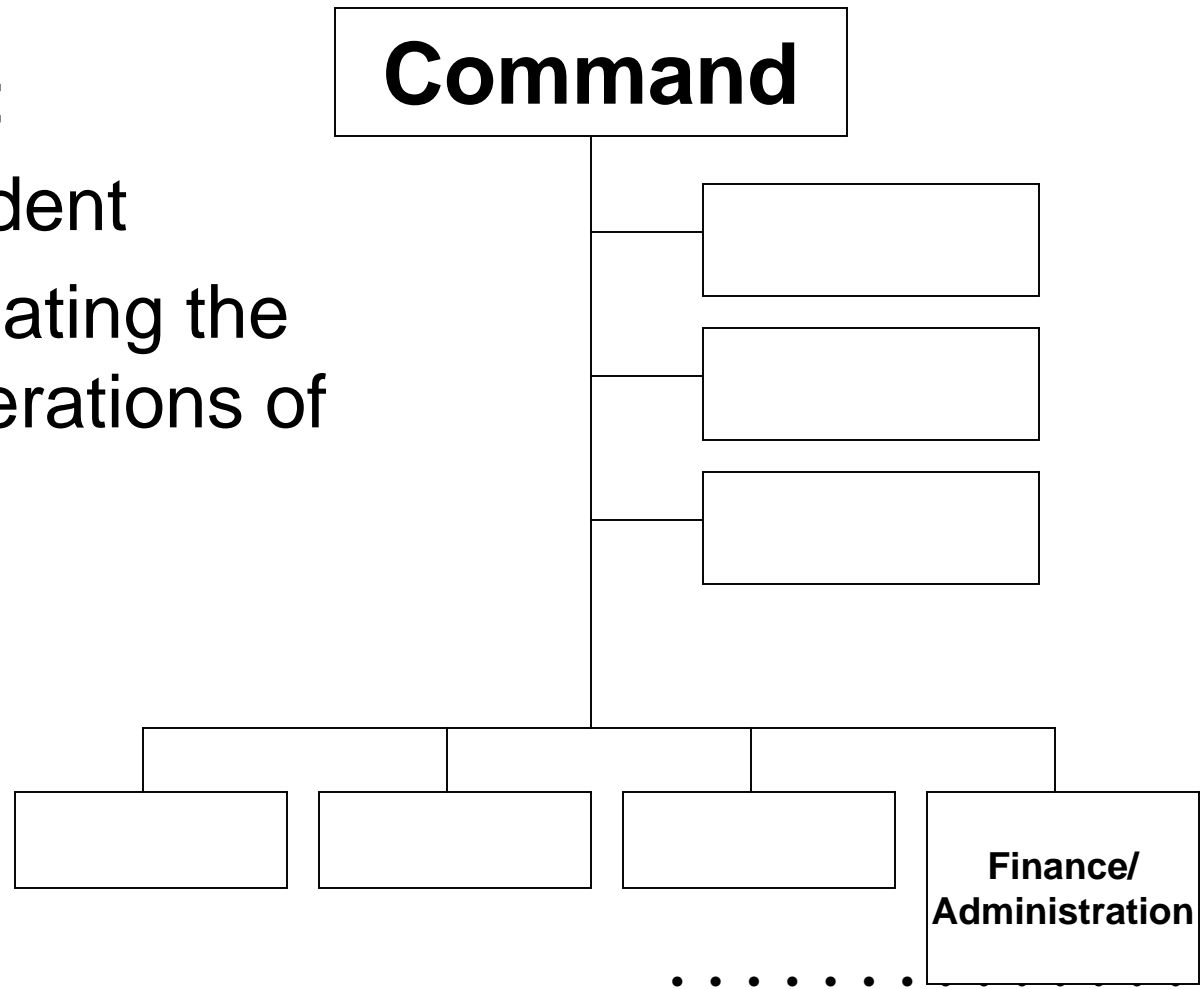 Command
:
dent
ating the
erations of
Finance/
Administration